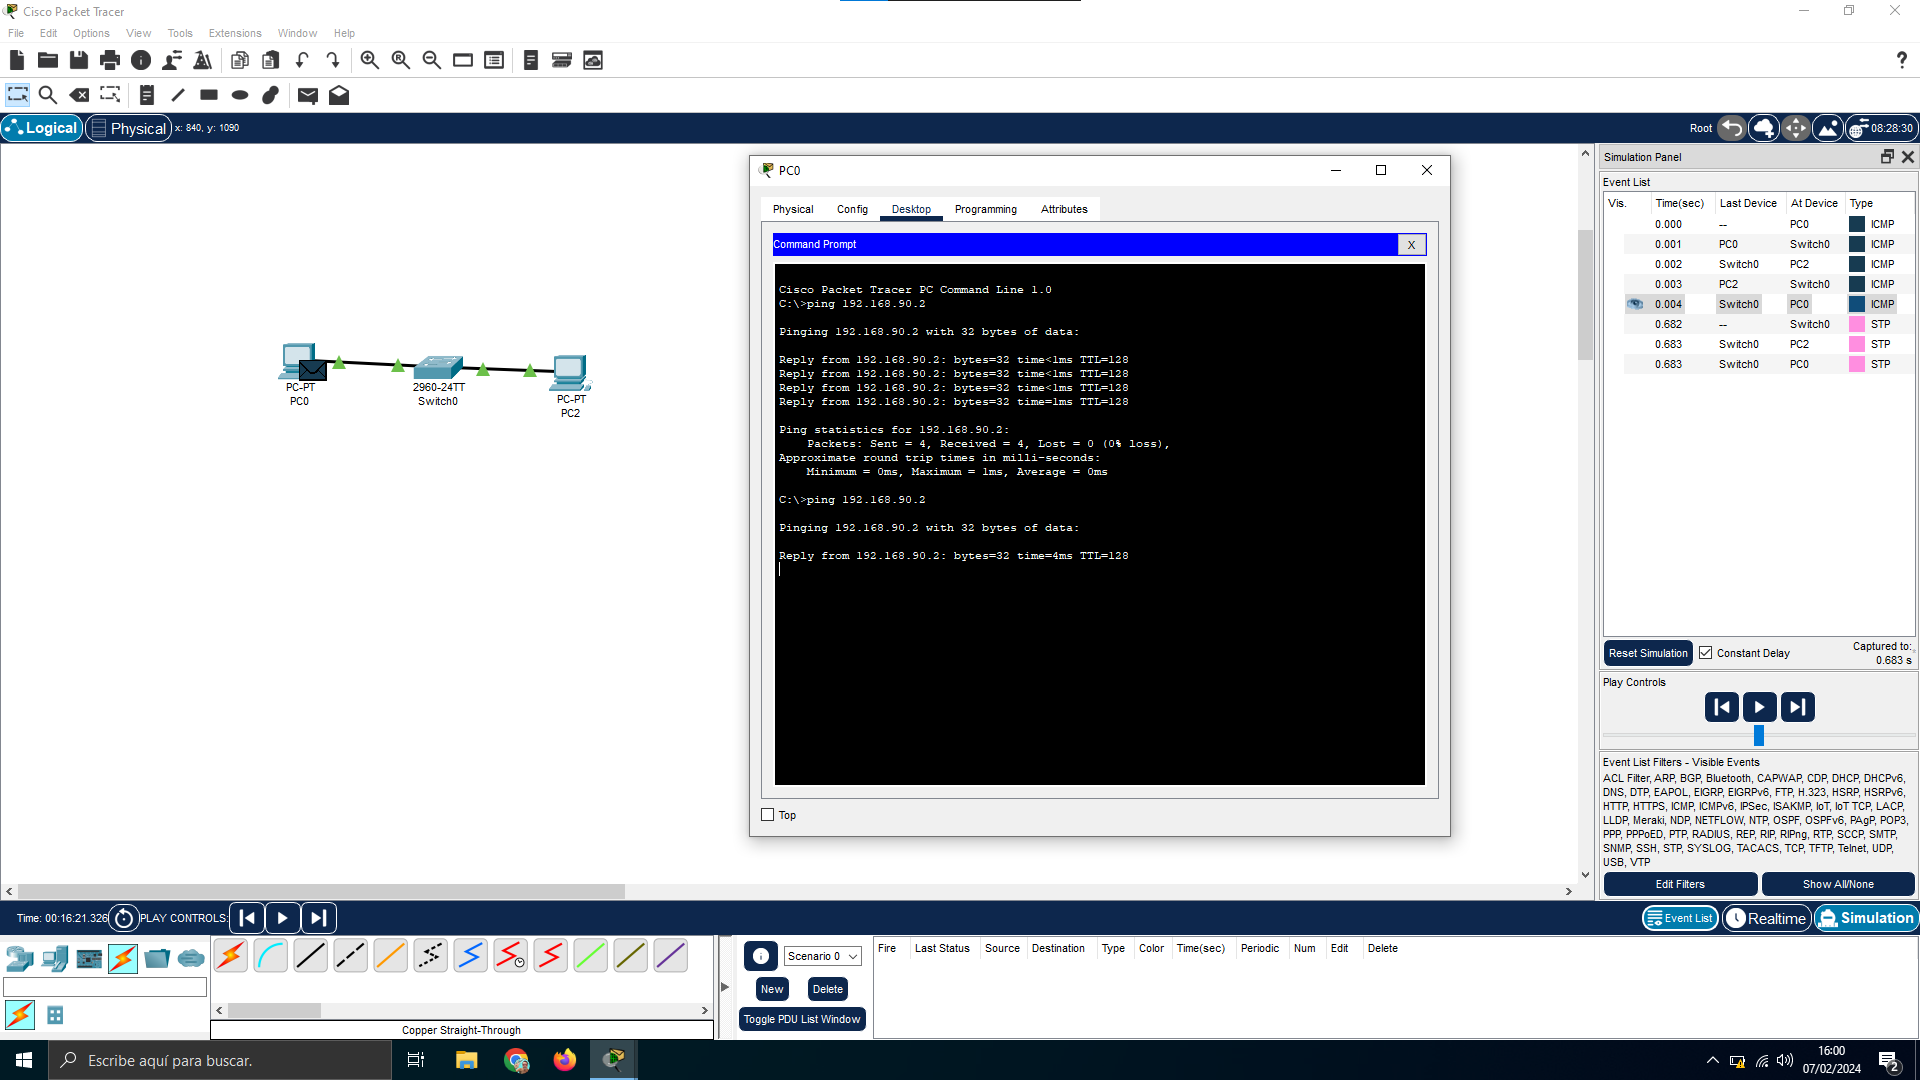 Cisco Packet Tracer
File Edit Options View Tools Extensions Window Help
?
Logical Physical x: 840, y: 1090 Root 08:28:30
PC-PT
PC0
2960-24TT
Switch0
PC-PT
PC2
PC0
Physical Config Desktop Programming Attributes
Command Prompt X
Cisco Packet Tracer PC Command Line 1.0
C:\>ping 192.168.90.2
Pinging 192.168.90.2 with 32 bytes of data:
Reply from 192.168.90.2: bytes=32 time<1ms TTL=128
Reply from 192.168.90.2: bytes=32 time<1ms TTL=128
Reply from 192.168.90.2: bytes=32 time<1ms TTL=128
Reply from 192.168.90.2: bytes=32 time=1ms TTL=128
Ping statistics for 192.168.90.2:
Packets: Sent = 4, Received = 4, Lost = 0 (0% loss),
Approximate round trip times in milli-seconds:
Minimum = 0ms, Maximum = 1ms, Average = 0ms
C:\>ping 192.168.90.2
Pinging 192.168.90.2 with 32 bytes of data:
Reply from 192.168.90.2: bytes=32 time=4ms TTL=128
Top
Simulation Panel
Event List
Vis. Time(sec) Last Device At Device Type
0.000 -- PC0 ICMP
0.001 PC0 Switch0 ICMP
0.002 Switch0 PC2 ICMP
0.003 PC2 Switch0 ICMP
0.004 Switch0 PC0 ICMP
0.682 -- Switch0 STP
0.683 Switch0 PC2 STP
0.683 Switch0 PC0 STP
Reset Simulation Constant Delay Captured to:
0.683 s
Play Controls
Event List Filters - Visible Events
ACL Filter, ARP, BGP, Bluetooth, CAPWAP, CDP, DHCP, DHCPv6,
DNS, DTP, EAPOL, EIGRP, EIGRPv6, FTP, H.323, HSRP, HSRPv6,
HTTP, HTTPS, ICMP, ICMPv6, IPSec, ISAKMP, IoT, IoT TCP, LACP,
LLDP, Meraki, NDP, NETFLOW, NTP, OSPF, OSPFv6, PAgP, POP3,
PPP, PPPoED, PTP, RADIUS, REP, RIP, RIPng, RTP, SCCP, SMTP,
SNMP, SSH, STP, SYSLOG, TACACS, TCP, TFTP, Telnet, UDP,
USB, VTP
Edit Filters Show All/None
Time: 00:16:21.326 PLAY CONTROLS: Event List Realtime Simulation
Copper Straight-Through
Scenario 0
New Delete
Toggle PDU List Window
Fire Last Status Source Destination Type Color Time(sec) Periodic Num Edit Delete
Escribe aquí para buscar.
16:00
07/02/2024
2